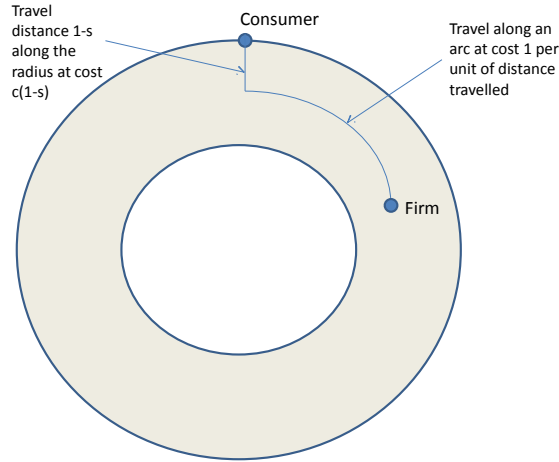 Travel
distance 1-s
along the
radius at cost
c(1-s)
Consumer
Travel along an
arc at cost 1 per
unit of distance
travelled
Firm